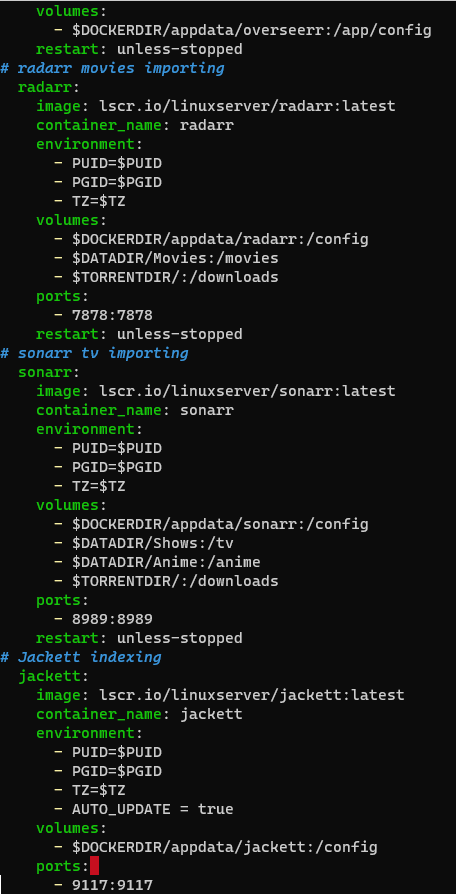 volumes:
      - $DOCKERDIR/appdata/overseerr:/app/config
    restart: unless-stopped
# radarr movies importing
  radarr:
    image: lscr.io/linuxserver/radarr:latest
    container_name: radarr
    environment:
      - PUID=$PUID
      - PGID=$PGID
      - TZ=$TZ
    volumes:
      - $DOCKERDIR/appdata/radarr:/config
      - $DATADIR/Movies:/movies
      - $TORRENTDIR/:/downloads
    ports:
      - 7878:7878
    restart: unless-stopped
# sonarr tv importing
  sonarr:
    image: lscr.io/linuxserver/sonarr:latest
    container_name: sonarr
    environment:
      - PUID=$PUID
      - PGID=$PGID
      - TZ=$TZ
    volumes:
      - $DOCKERDIR/appdata/sonarr:/config
      - $DATADIR/Shows:/tv
      - $DATADIR/Anime:/anime
      - $TORRENTDIR/:/downloads
    ports:
      - 8989:8989
    restart: unless-stopped
# Jackett indexing
  jackett:
    image: lscr.io/linuxserver/jackett:latest
    container_name: jackett
    environment:
      - PUID=$PUID
      - PGID=$PGID
      - TZ=$TZ
      - AUTO_UPDATE = true
    volumes:
      - $DOCKERDIR/appdata/jackett:/config
    ports:
      - 9117:9117